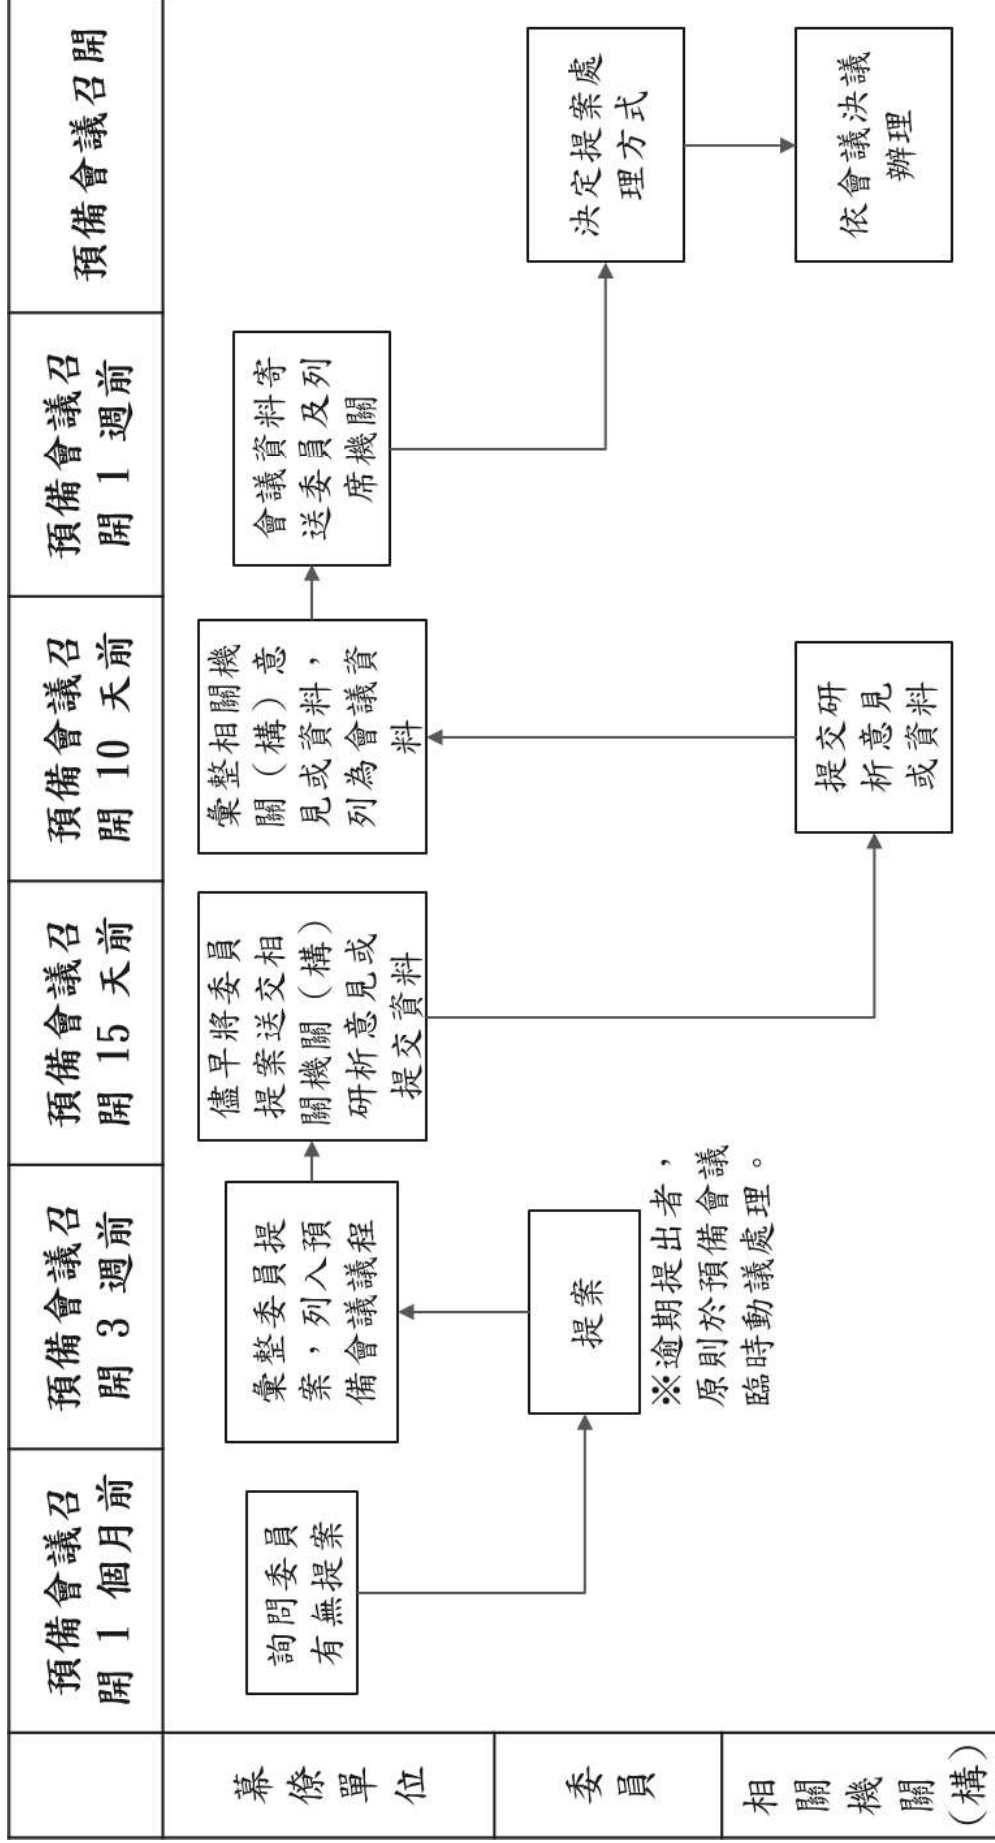 預備會議召
開 1 個月前
預備會議召
開 3 週前
預備會議召
開 15 天前
預備會議召
開 10 天前
預備會議召
開 1 週前
預備會議召開
幕僚單位
詢問委員
有無提案
彙整委員提
案，列入預
備會議議程
儘早將委員
提案送交相
關機關（構）
研析意見或
提交資料
彙整相關機
關（構）意
見或資料，
列為會議資
料
會議資料寄
送委員及列
席機關
委員
提案
※逾期提出者，
原則於預備會議
臨時動議處理。
決定提案處
理方式
相關機關
（構）
提交研
析意見
或資料
依會議決議
辦理